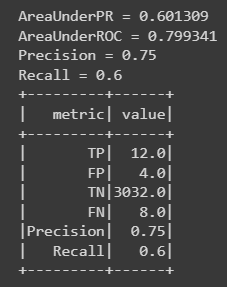 AreaUnderPR = 0.601309
AreaUnderROC = 0.799341
Precision = 0.75
Recall = 0.6
+---------+------+
|   metric| value|
+---------+------+
|       TP|  12.0|
|       FP|   4.0|
|       TN|3032.0|
|       FN|   8.0|
|Precision|  0.75|
|   Recall|   0.6|
+---------+------+